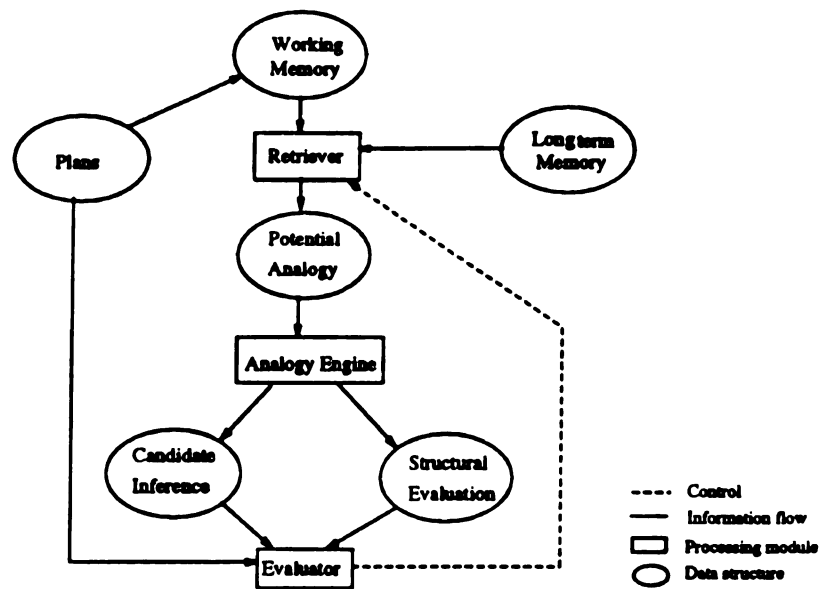 Working
Memory
Plans
Retriever
Long term
Memory
Potential
Analogy
Analogy Engine
Candidate
Inference
Structural
Evaluation
Evaluator
Control
Information flow
Processing module
Data structure